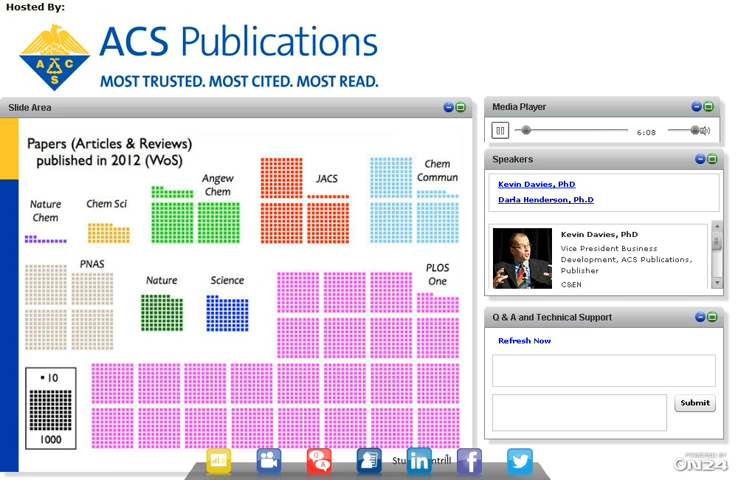 Hosted By:
ACS Publications
MOST TRUSTED. MOST CITED. MOST READ.
A C S
Slide Area
Papers (Articles & Reviews)
published in 2012 (WoS)
Nature
Chem
Chem Sci
Angew
Chem
JACS
Chem
Commun
PNAS
Nature
Science
PLOS
One
10
1000
Media Player
6:08
Speakers
Kevin Davies, PhD
Darla Henderson, Ph.D
Kevin Davies, PhD
Vice President Business
Development, ACS Publications,
Publisher
C&EN
Q & A and Technical Support
Refresh Now
Submit
Q A
in
f
POWERED BY
ON24